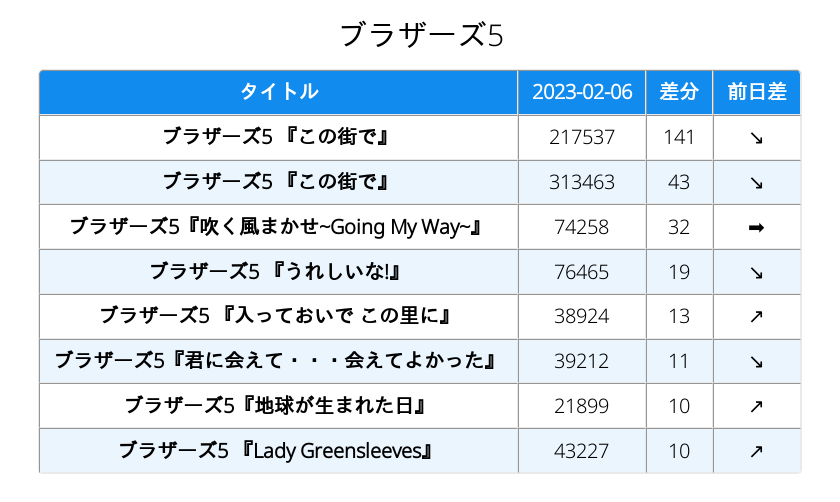 ブラザーズ5
タイトル 2023-02-06 差分 前日差
ブラザーズ5 『この街で』 217537 141 ↘
ブラザーズ5 『この街で』 313463 43 ↘
ブラザーズ5『吹く風まかせ~Going My Way~』 74258 32 ➡
ブラザーズ5 『うれしいな!』 76465 19 ↘
ブラザーズ5 『入っておいで この里に』 38924 13 ↗
ブラザーズ5『君に会えて・・・会えてよかった』 39212 11 ↘
ブラザーズ5『地球が生まれた日』 21899 10 ↗
ブラザーズ5 『Lady Greensleeves』 43227 10 ↗